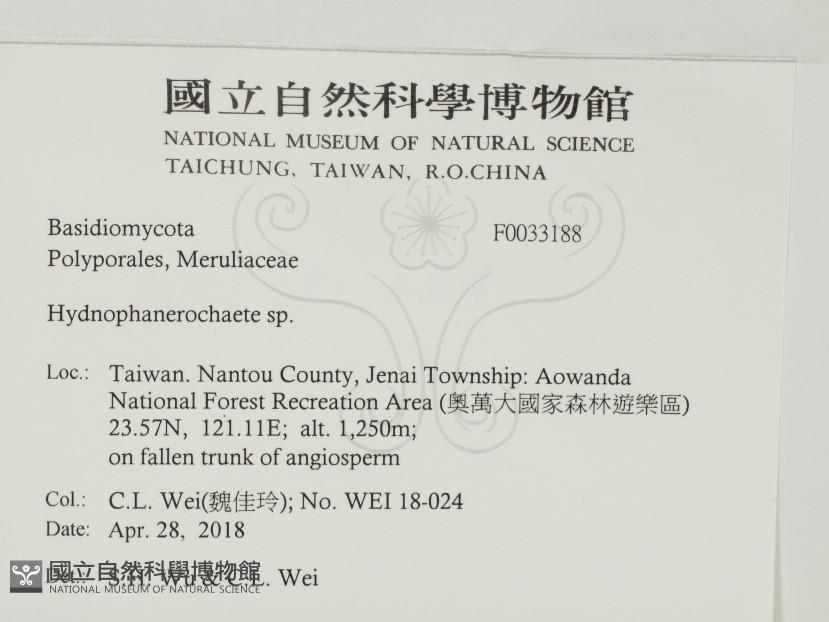 國立自然科學博物館
NATIONAL MUSEUM OF NATURAL SCIENCE
TAICHUNG, TAIWAN, R.O.CHINA
Basidiomycota F0033188
Polyporales, Meruliaceae
Hydnophanerochaete sp.
Loc.: Taiwan. Nantou County, Jenai Township: Aowanda
National Forest Recreation Area (奧萬大國家森林遊樂區)
23.57N, 121.11E; alt. 1,250m;
on fallen trunk of angiosperm
Col.: C.L. Wei(魏佳玲); No. WEI 18-024
Date: Apr. 28, 2018
Det.: S.H. Wu & C.L. Wei
國立自然科學博物館
NATIONAL MUSEUM OF NATURAL SCIENCE